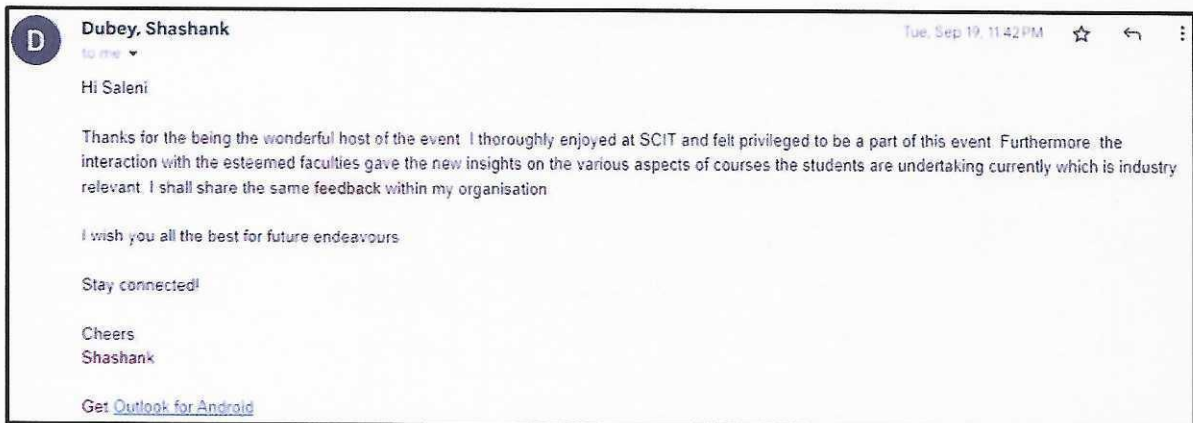 D
Dubey, Shashank
Tue, Sep 19, 11:42 PM
to me
Hi Saleni
Thanks for the being the wonderful host of the event I thoroughly enjoyed at SCIT and felt privileged to be a part of this event Furthermore the
interaction with the esteemed faculties gave the new insights on the various aspects of courses the students are undertaking currently which is industry
relevant I shall share the same feedback within my organisation
I wish you all the best for future endeavours
Stay connected!
Cheers
Shashank
Get Outlook for Android